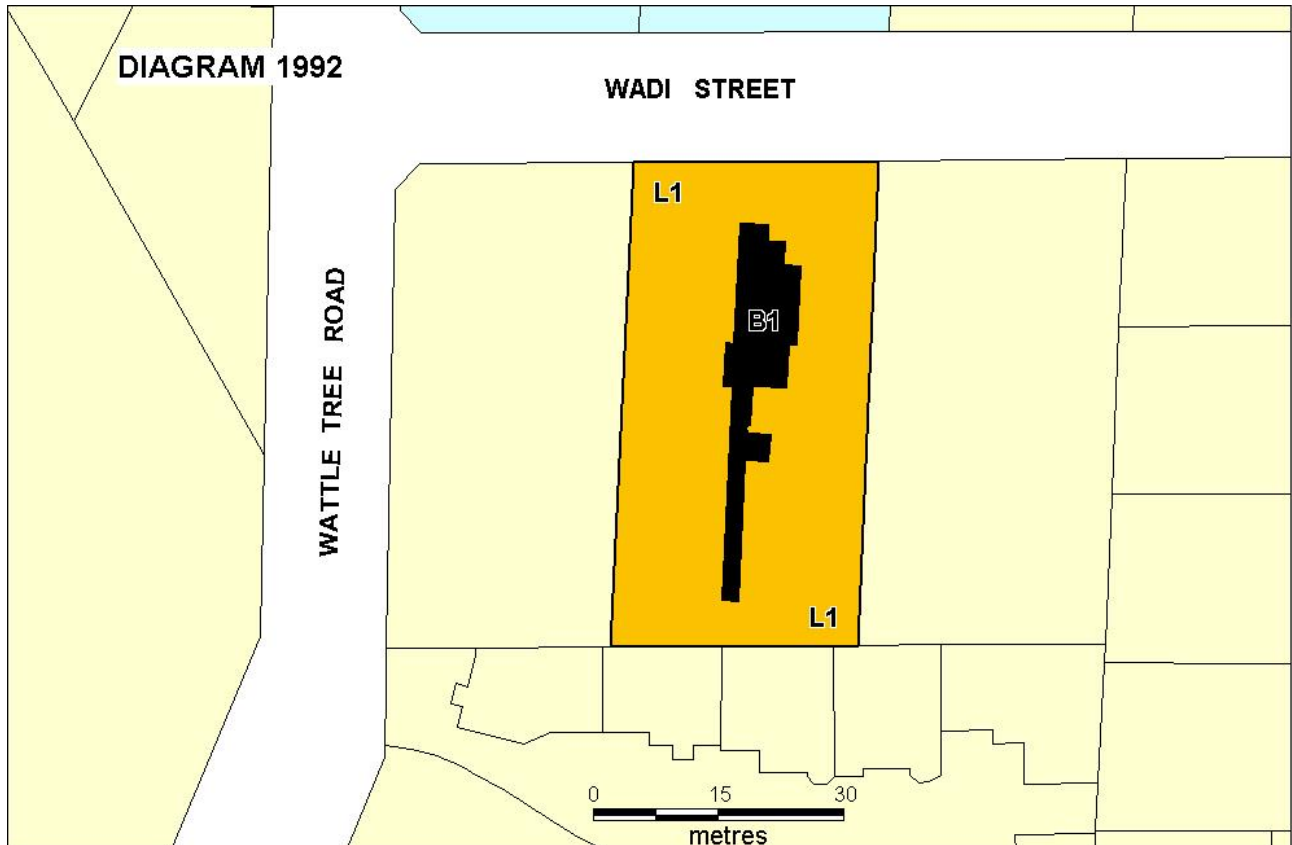 DIAGRAM 1992
WADI STREET
L1
B1
WATTLE TREE ROAD
L1
0 15 30
metres